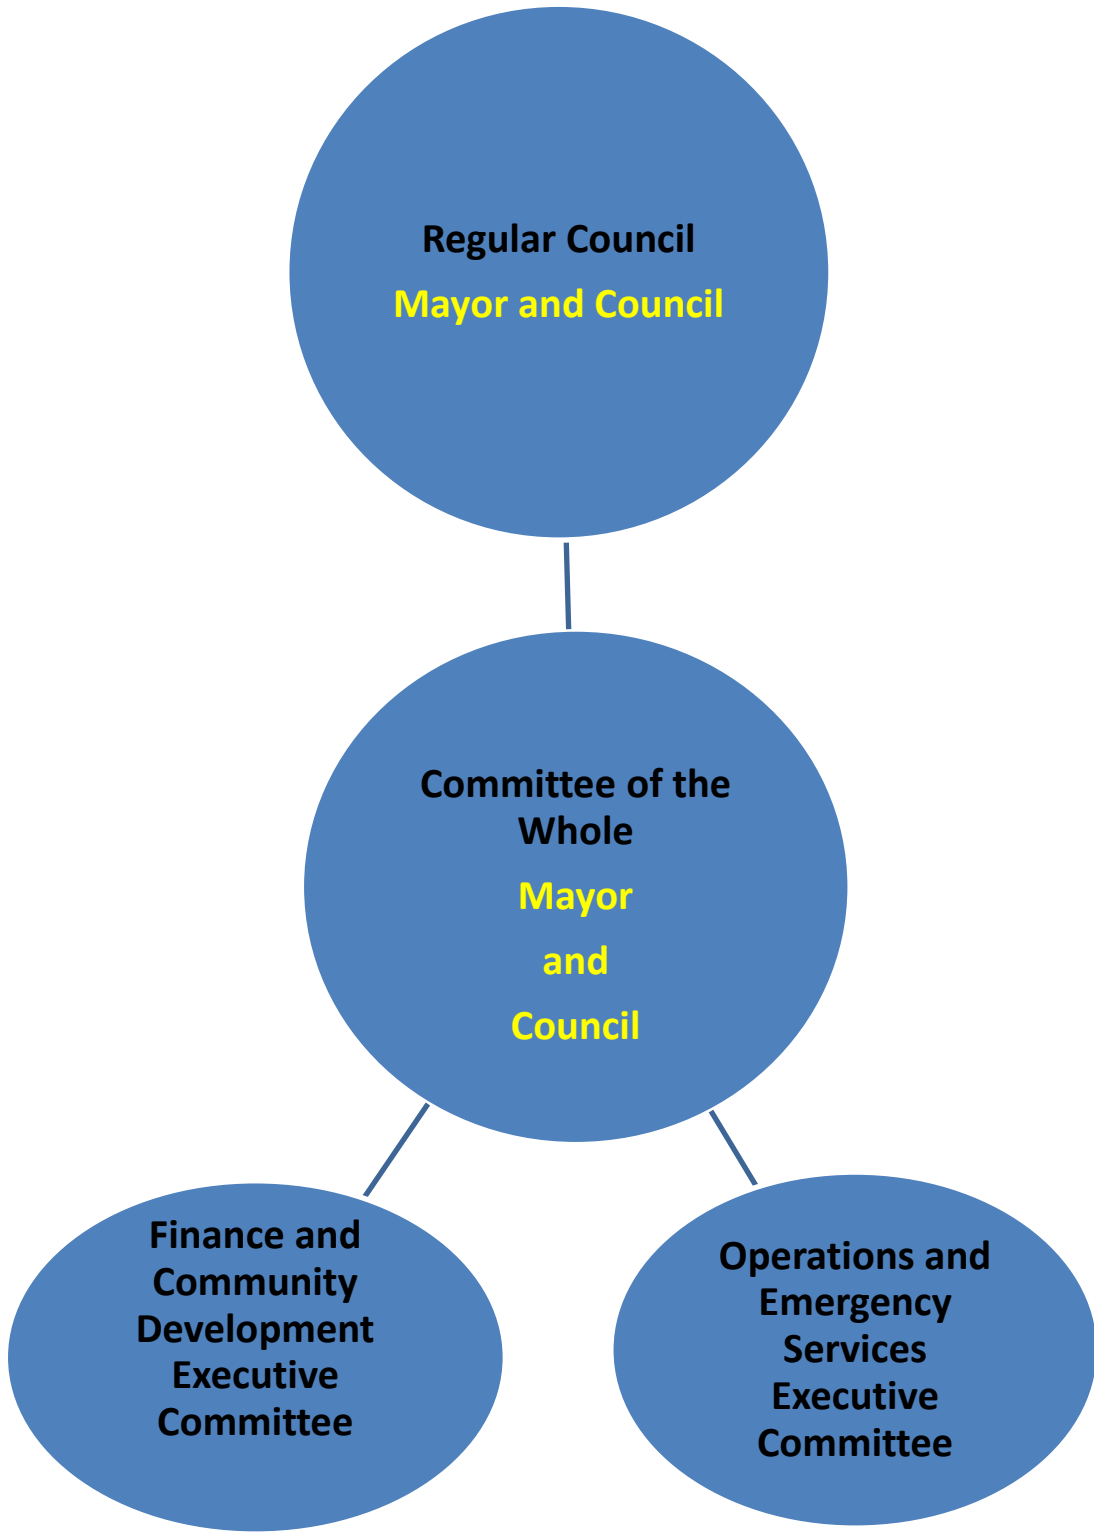 Regular Council
Mayor and Council
Committee of the
Whole
Mayor
and
Council
Finance and
Community
Development
Executive
Committee
Operations and
Emergency
Services
Executive
Committee